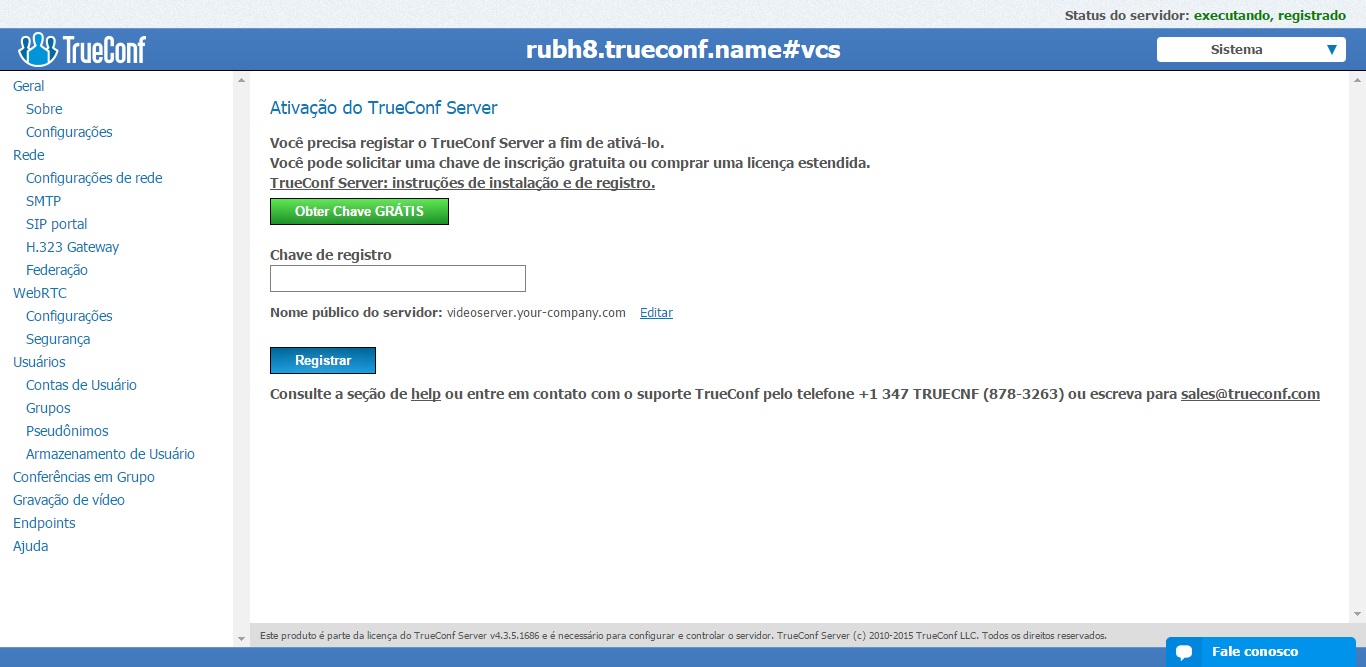 Status do servidor: executando, registrado
TrueConf
rubh8.trueconf.name#vcs
Sistema
Geral
Sobre
Configurações
Rede
Configurações de rede
SMTP
SIP portal
H.323 Gateway
Federação
WebRTC
Configurações
Segurança
Usuários
Contas de Usuário
Grupos
Pseudônimos
Armazenamento de Usuário
Conferências em Grupo
Gravação de vídeo
Endpoints
Ajuda
Ativação do TrueConf Server
Você precisa registar o TrueConf Server a fim de ativá-lo.
Você pode solicitar uma chave de inscrição gratuita ou comprar uma licença estendida.
TrueConf Server: instruções de instalação e de registro.
Obter Chave GRÁTIS
Chave de registro
Nome público do servidor: videoserver.your-company.com Editar
Registrar
Consulte a seção de help ou entre em contato com o suporte TrueConf pelo telefone +1 347 TRUECNF (878-3263) ou escreva para sales@trueconf.com
Este produto é parte da licença do TrueConf Server v4.3.5.1686 e é necessário para configurar e controlar o servidor. TrueConf Server (c) 2010-2015 TrueConf LLC. Todos os direitos reservados.
Fale conosco